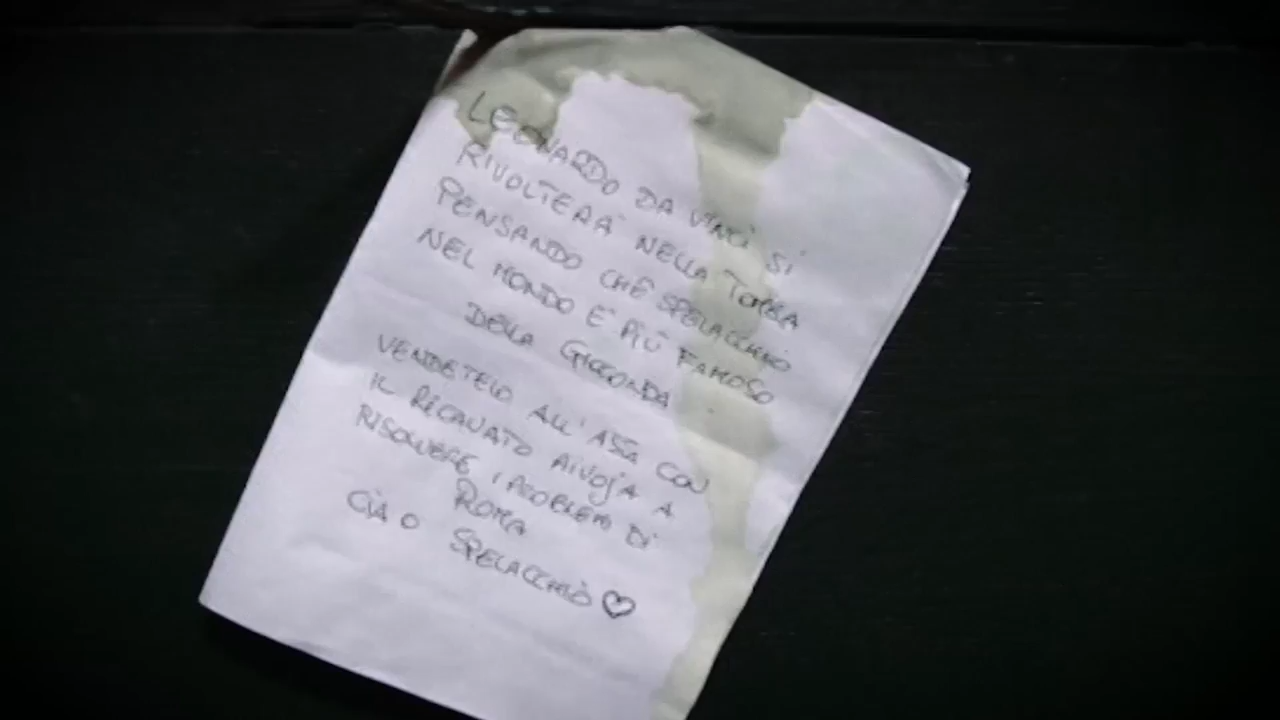 LEONARDO DA VINCI SI
RIVOLTERA' NELLA TOMBA
PENSANDO CHE SPELACCHIO
NEL MONDO E' PIÙ FAMOSO
DELLA GIOCONDA
VENDETELO ALL'ASTA CON
IL RICAVATO AIVOJA A
RISOLVERE I PROBLEMI DI
ROMA
CIAO SPELACCHIO